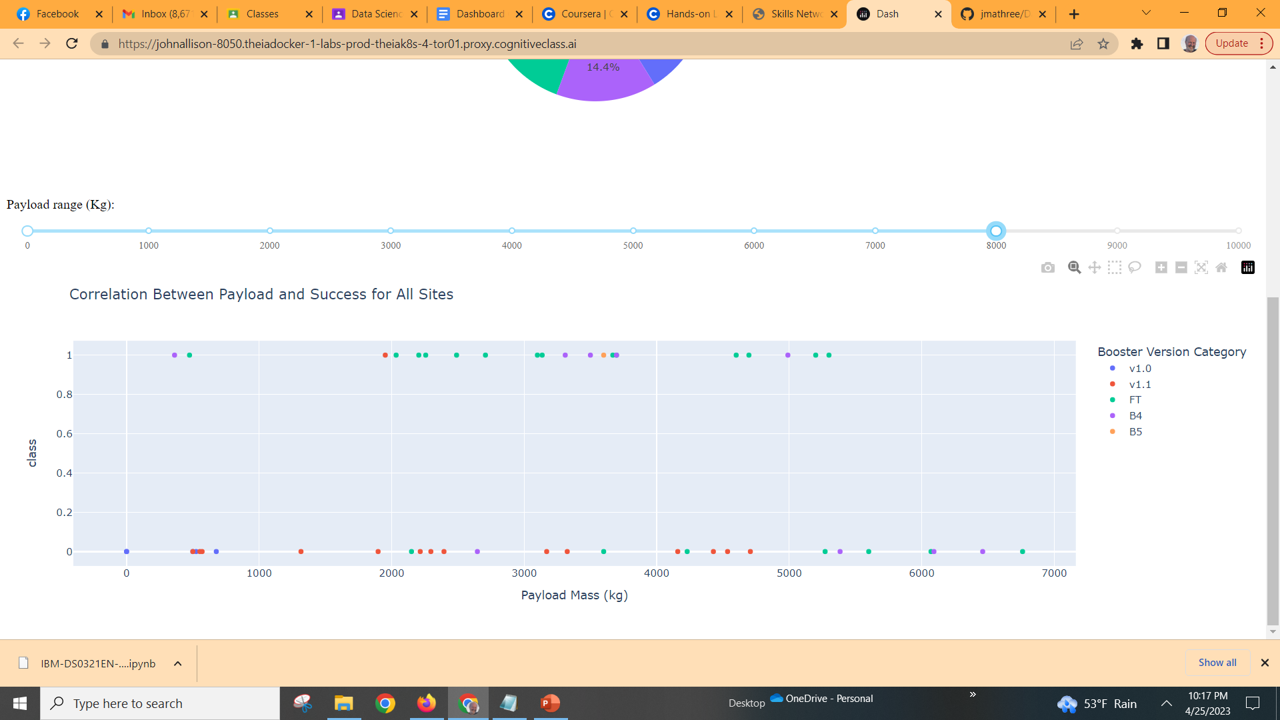 Facebook
Inbox (8,67
Classes
Data Scienc
Dashboard
Coursera | C
Hands-on L
Skills Netwo
Dash
jmathree/D
https://johnallison-8050.theiadocker-1-labs-prod-theiak8s-4-tor01.proxy.cognitiveclass.ai
Update
14.4%
Payload range (Kg):
0 1000 2000 3000 4000 5000 6000 7000 8000 9000 10000
Correlation Between Payload and Success for All Sites
Booster Version Category
v1.0
v1.1
FT
B4
B5
1
0.8
0.6
0.4
0.2
0
class
0 1000 2000 3000 4000 5000 6000 7000
Payload Mass (kg)
IBM-DS0321EN-....ipynb
Show all
Type here to search
Desktop
OneDrive - Personal
»
53°F Rain
10:17 PM
4/25/2023